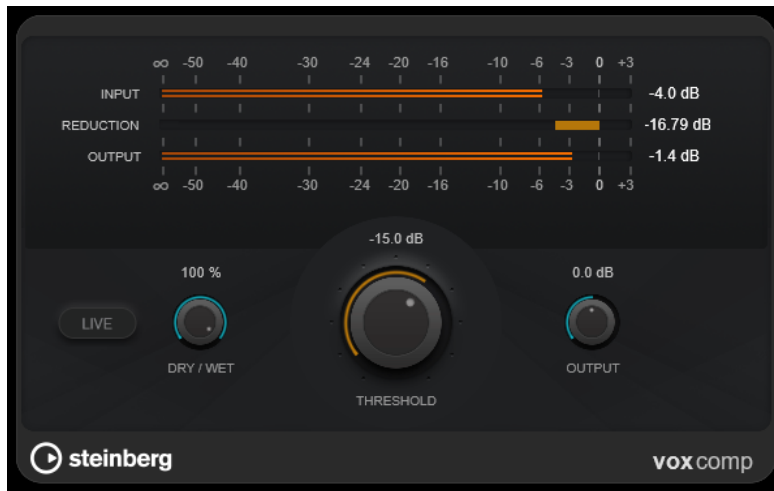 ∞ -50 -40 -30 -24 -20 -16 -10 -6 -3 0 +3
INPUT -4.0 dB
REDUCTION -16.79 dB
OUTPUT -1.4 dB
∞ -50 -40 -30 -24 -20 -16 -10 -6 -3 0 +3
-15.0 dB
100 % 0.0 dB
LIVE
DRY / WET OUTPUT
THRESHOLD
steinberg voxcomp